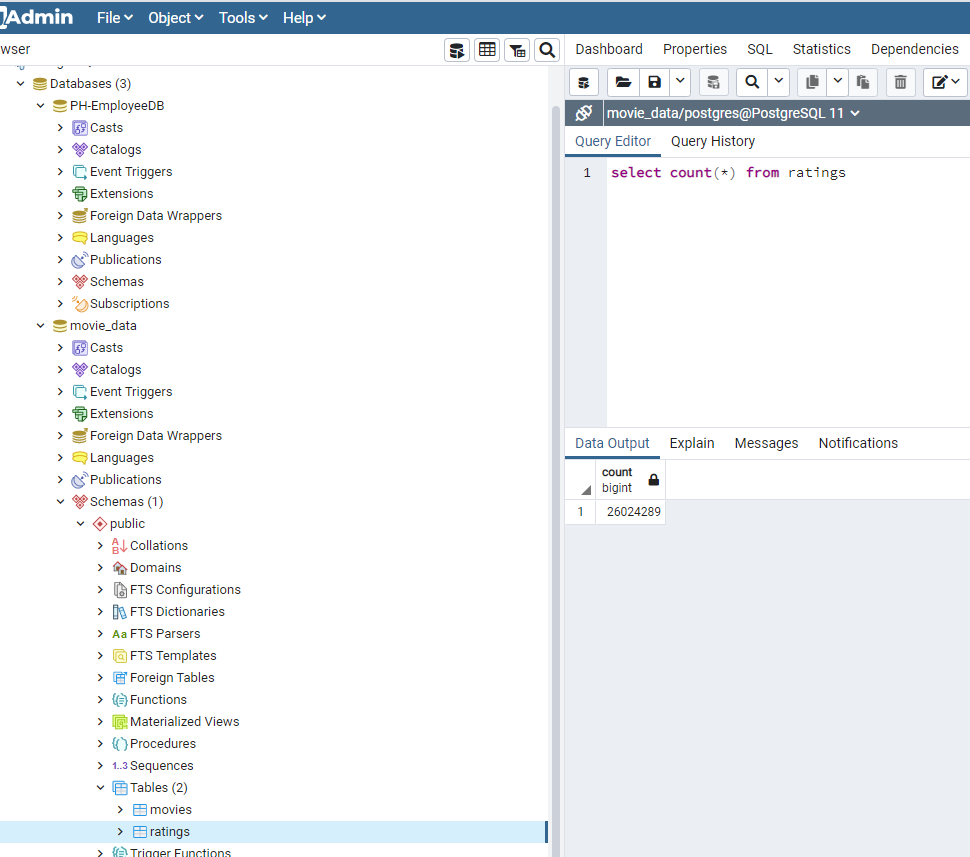 Admin File Object Tools Help
wser
Dashboard Properties SQL Statistics Dependencies
movie_data/postgres@PostgreSQL 11
Query Editor Query History
1 select count(*) from ratings
Data Output Explain Messages Notifications
count
bigint
1 26024289
Databases (3)
PH-EmployeeDB
Casts
Catalogs
Event Triggers
Extensions
Foreign Data Wrappers
Languages
Publications
Schemas
Subscriptions
movie_data
Casts
Catalogs
Event Triggers
Extensions
Foreign Data Wrappers
Languages
Publications
Schemas (1)
public
Collations
Domains
FTS Configurations
FTS Dictionaries
Aa FTS Parsers
FTS Templates
Foreign Tables
Functions
Materialized Views
Procedures
1..3 Sequences
Tables (2)
movies
ratings
Trigger Functions